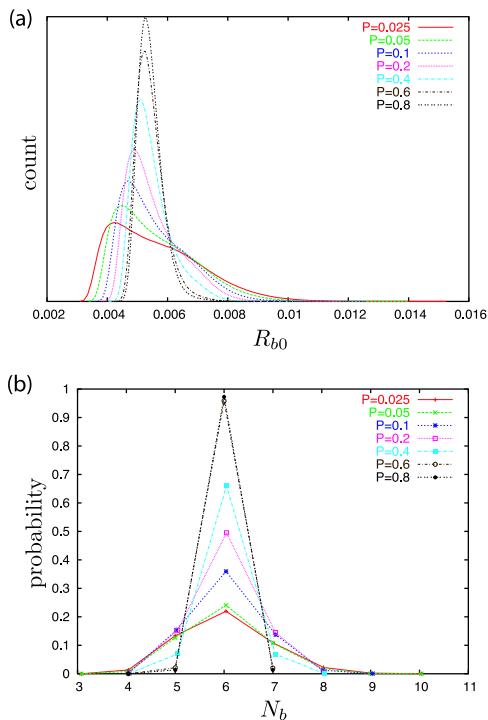 (a)
P=0.025
P=0.05
P=0.1
P=0.2
P=0.4
P=0.6
P=0.8
count
0.002 0.004 0.006 0.008 0.01 0.012 0.014 0.016
R_{b0}
(b)
P=0.025
P=0.05
P=0.1
P=0.2
P=0.4
P=0.6
P=0.8
1
0.9
0.8
0.7
0.6
0.5
0.4
0.3
0.2
0.1
0
probability
3 4 5 6 7 8 9 10 11
N_b